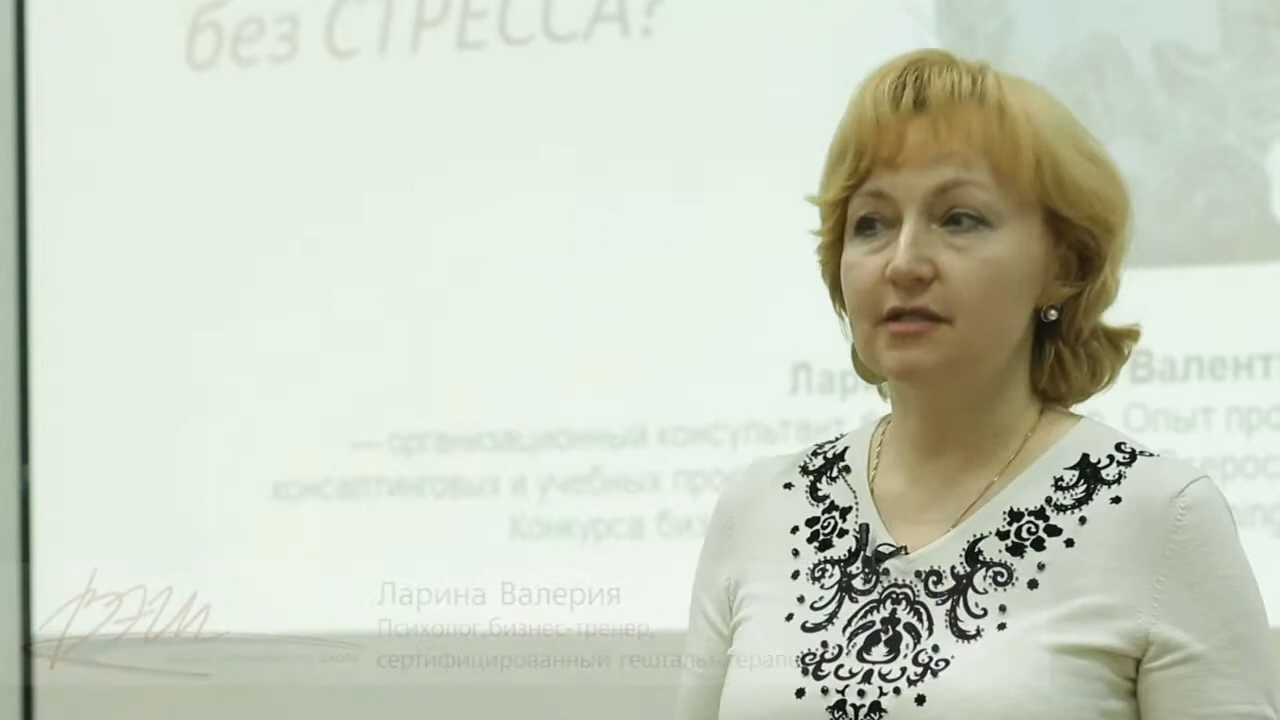 без СТРЕССА?
Валент
— организационный консультант Опыт про
консалтинговых и учебных про
Конкурса биз
Ларина Валерия
Психолог,бизнес-тренер,
сертифицированный гештальт-терапе
рэш